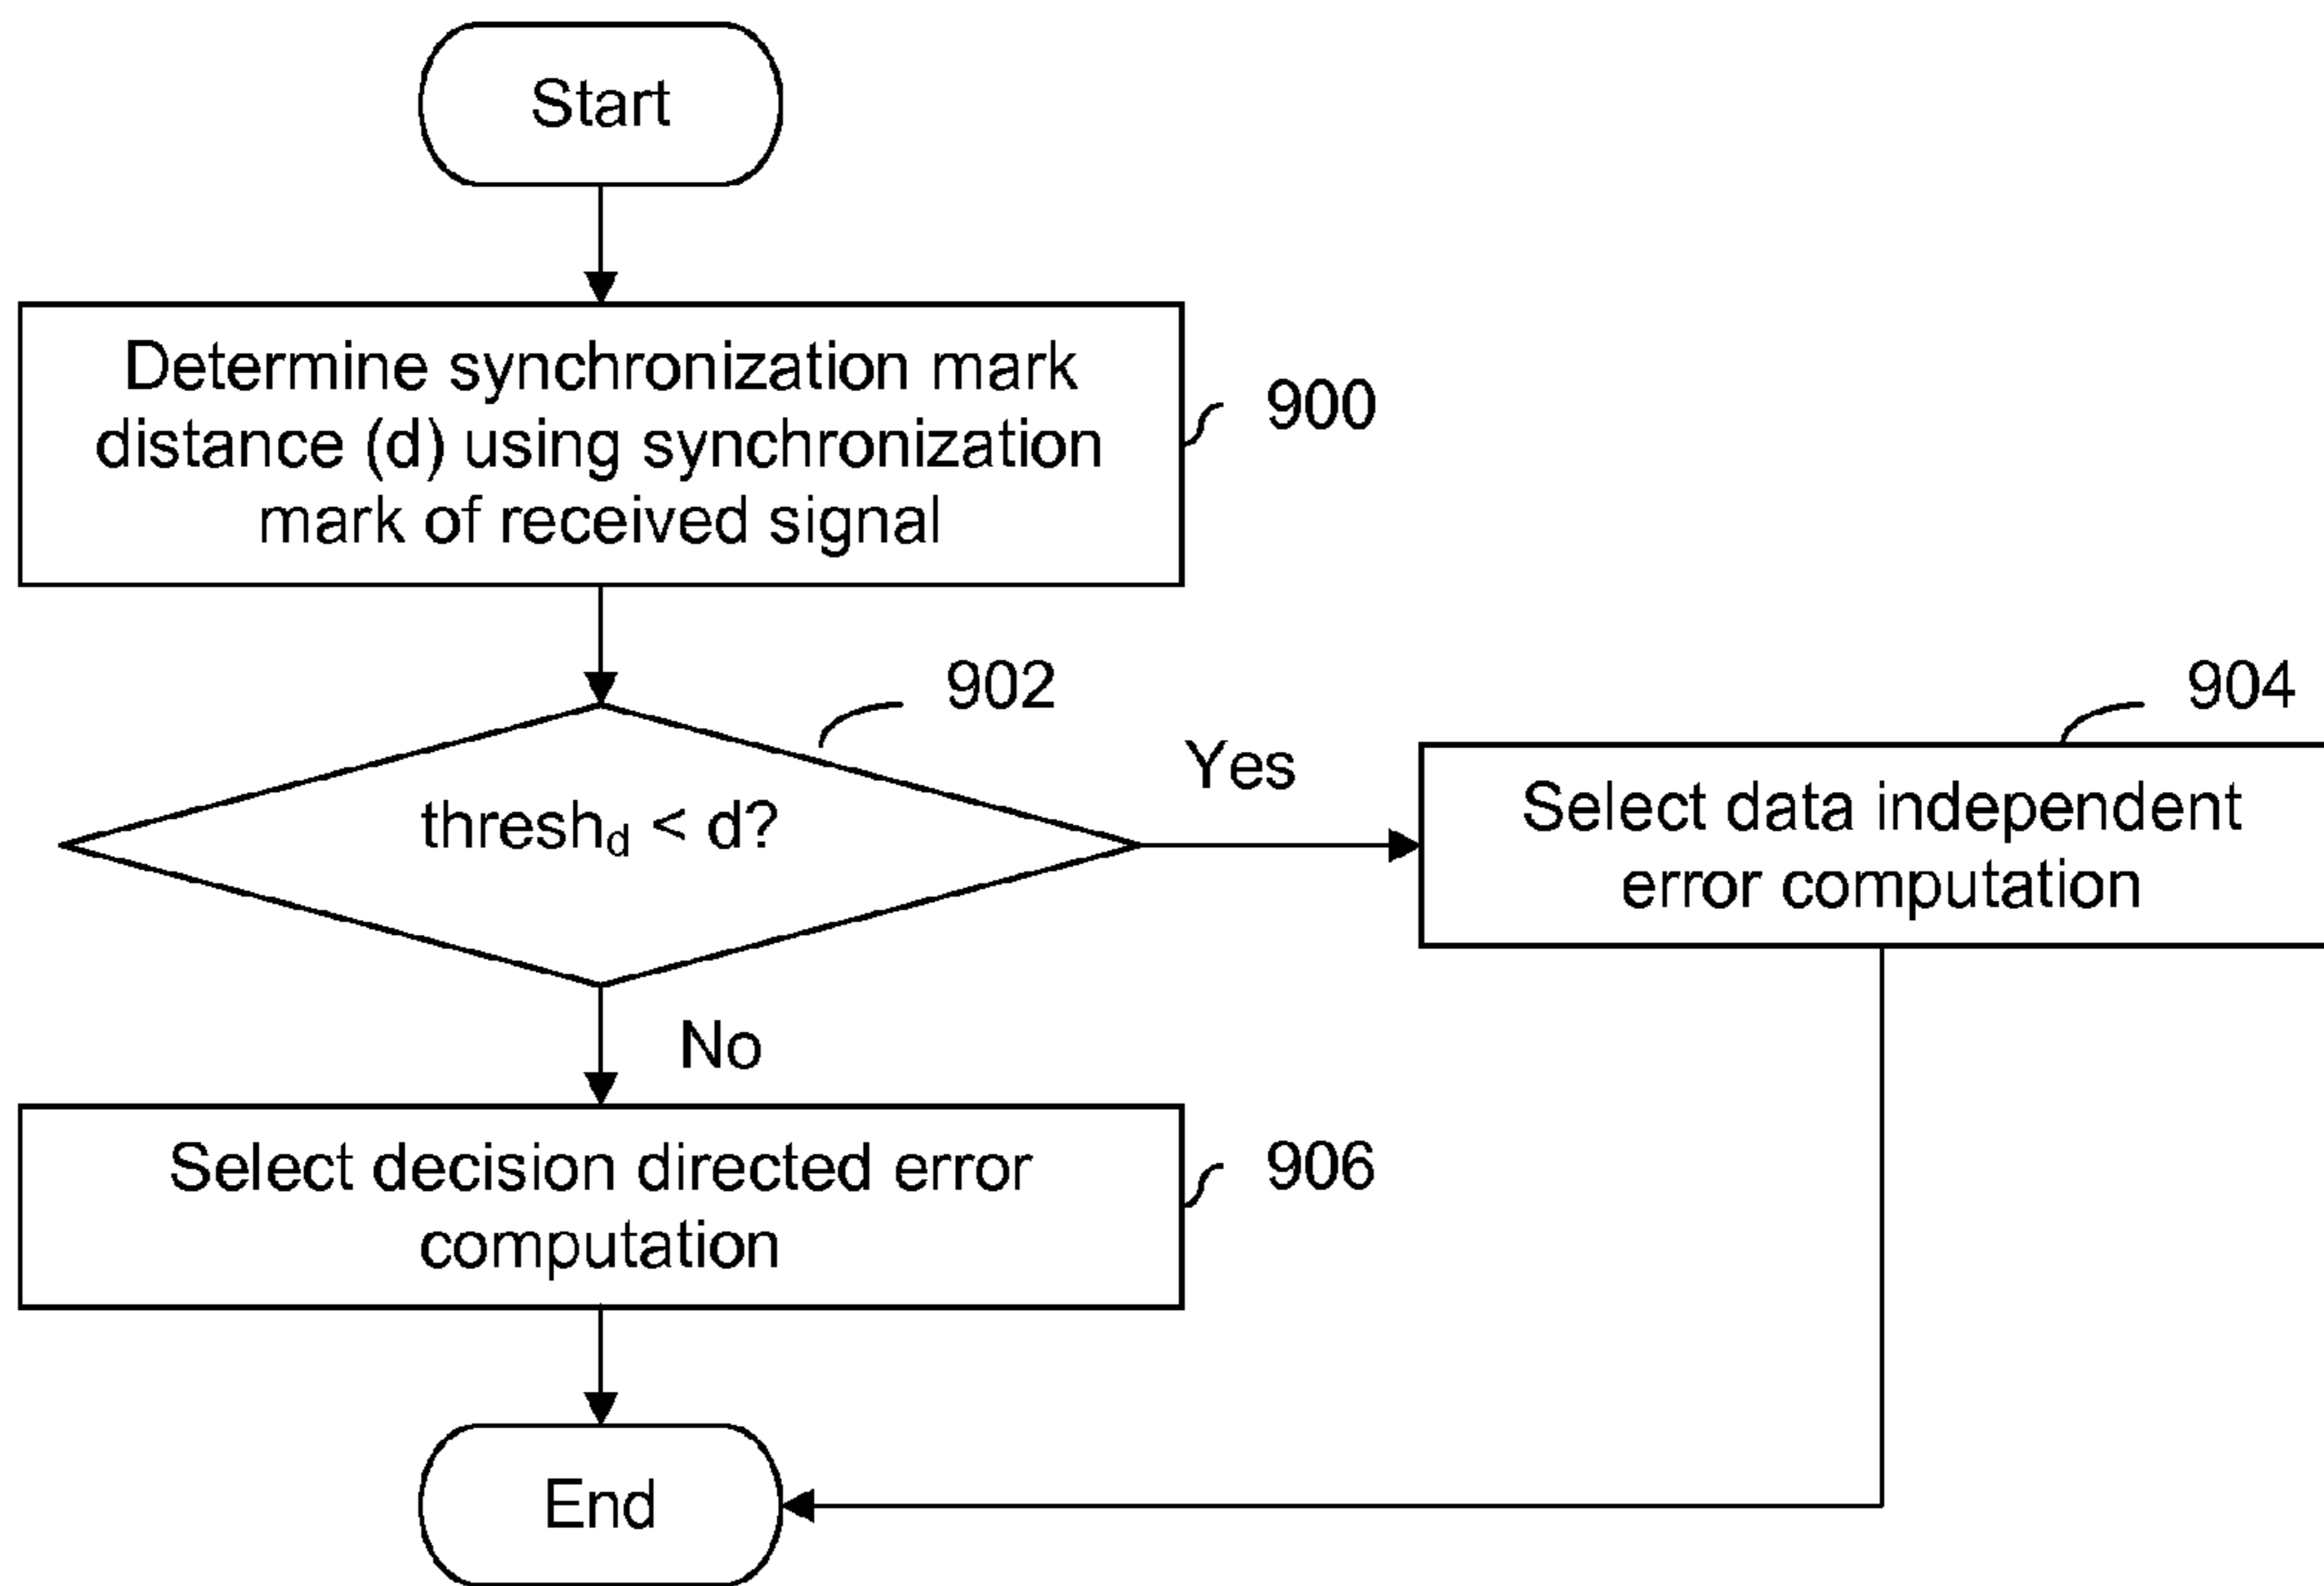 Start
Determine synchronization mark
distance (d) using synchronization
mark of received signal
900
902
thresh_d < d?
Yes
904
Select data independent
error computation
No
Select decision directed error
computation
906
End